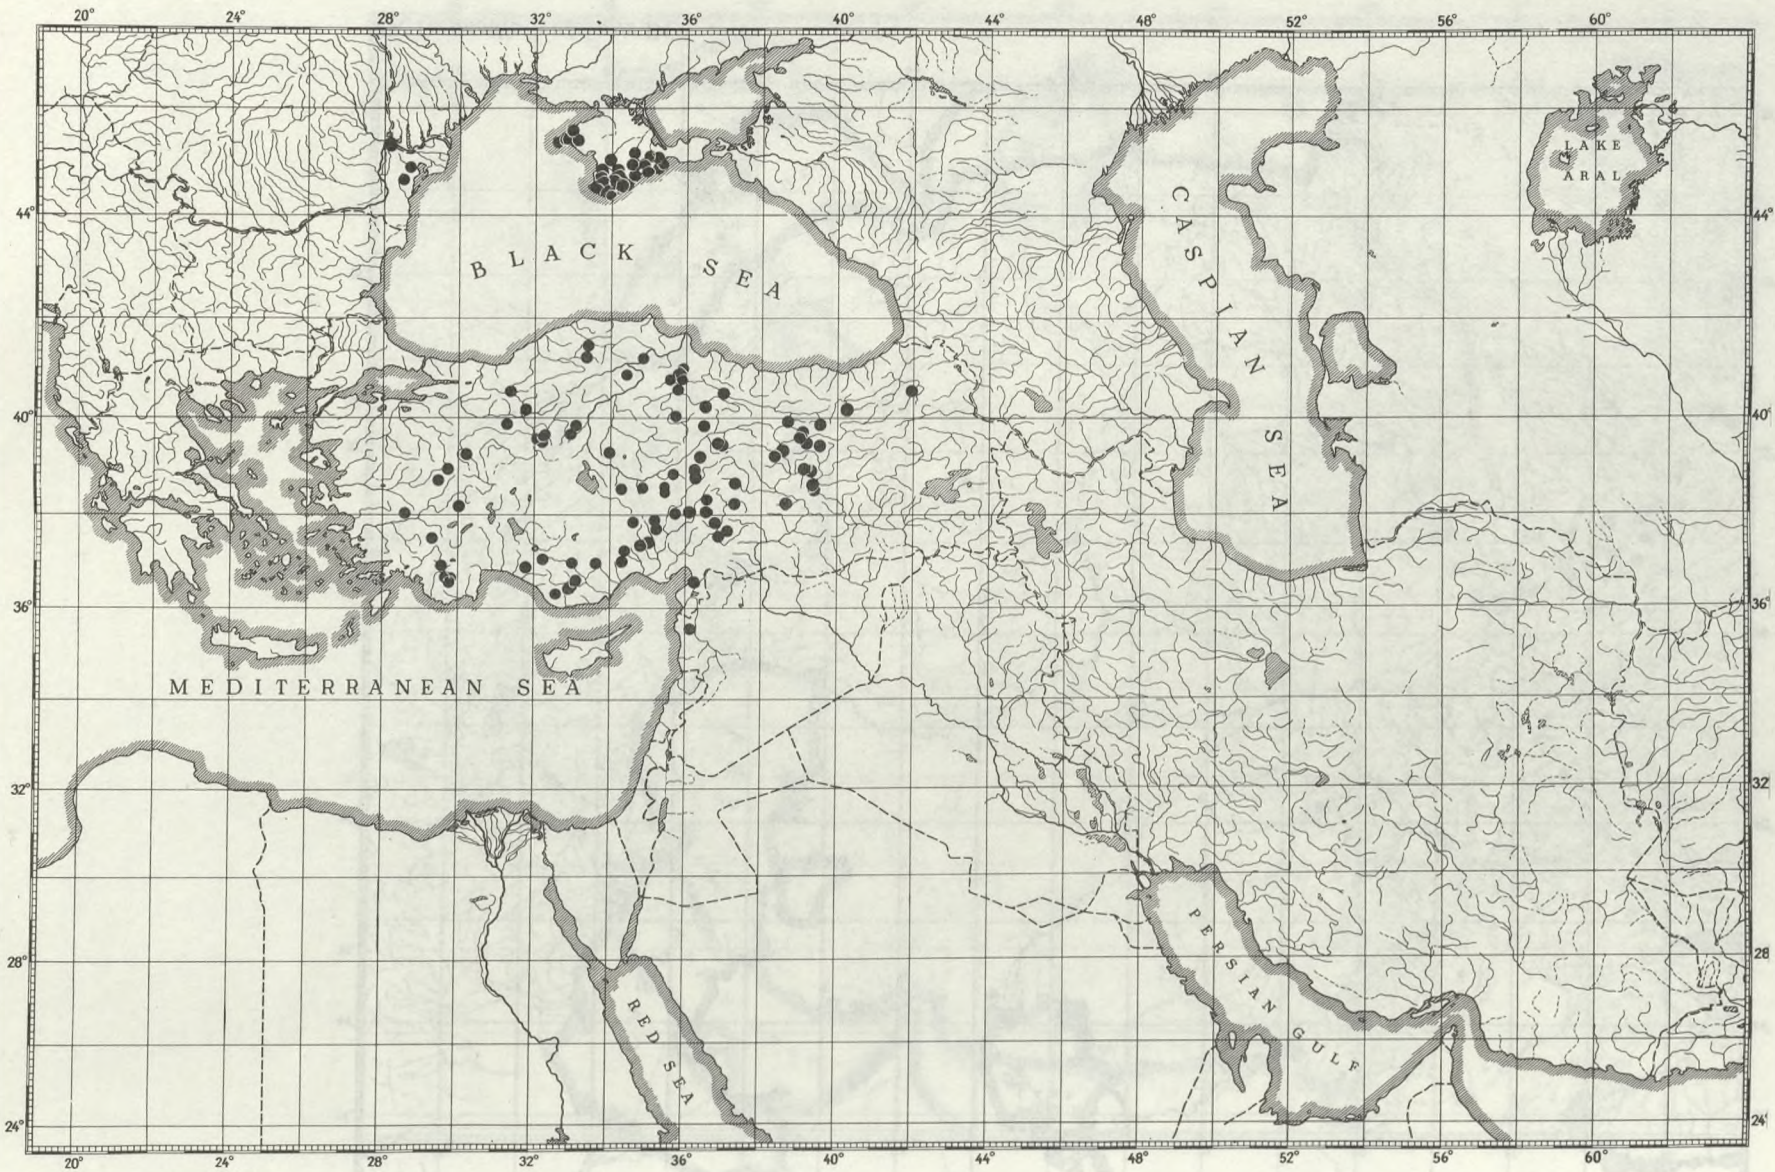 20° 24° 28° 32° 36° 40° 44° 48° 52° 56° 60°
LAKE
ARAL
44° 44°
BLACK SEA
CASPIAN SEA
40° 40°
36° 36°
MEDITERRANEAN SEA
32° 32
PERSIAN GULF
28° 28
RED SEA
24° 24
20° 24° 28° 32° 36° 40° 44° 48° 52° 56° 60°